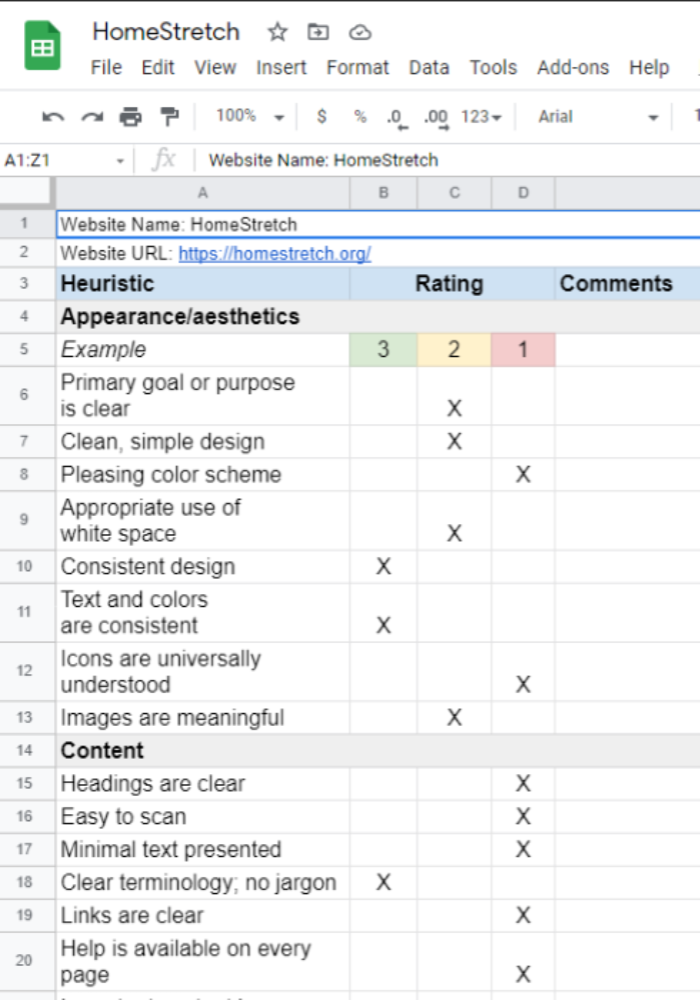 HomeStretch
File Edit View Insert Format Data Tools Add-ons Help
100% $ % .0 .00 123 Arial
A1:Z1 fx Website Name: HomeStretch
A B C D
1 Website Name: HomeStretch
2 Website URL: https://homestretch.org/
3 Heuristic Rating Comments
4 Appearance/aesthetics
5 Example 3 2 1
6 Primary goal or purpose
is clear X
7 Clean, simple design X
8 Pleasing color scheme X
9 Appropriate use of
white space X
10 Consistent design X
11 Text and colors
are consistent X
12 Icons are universally
understood X
13 Images are meaningful X
14 Content
15 Headings are clear X
16 Easy to scan X
17 Minimal text presented X
18 Clear terminology; no jargon X
19 Links are clear X
20 Help is available on every
page X